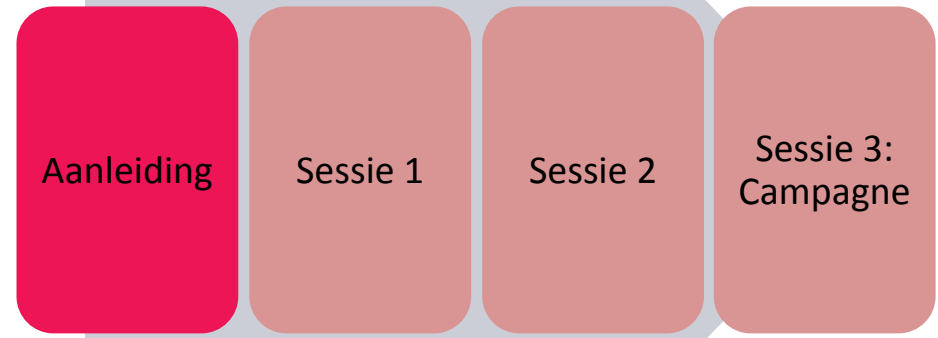 Aanleiding
Sessie 1
Sessie 2
Sessie 3:
Campagne